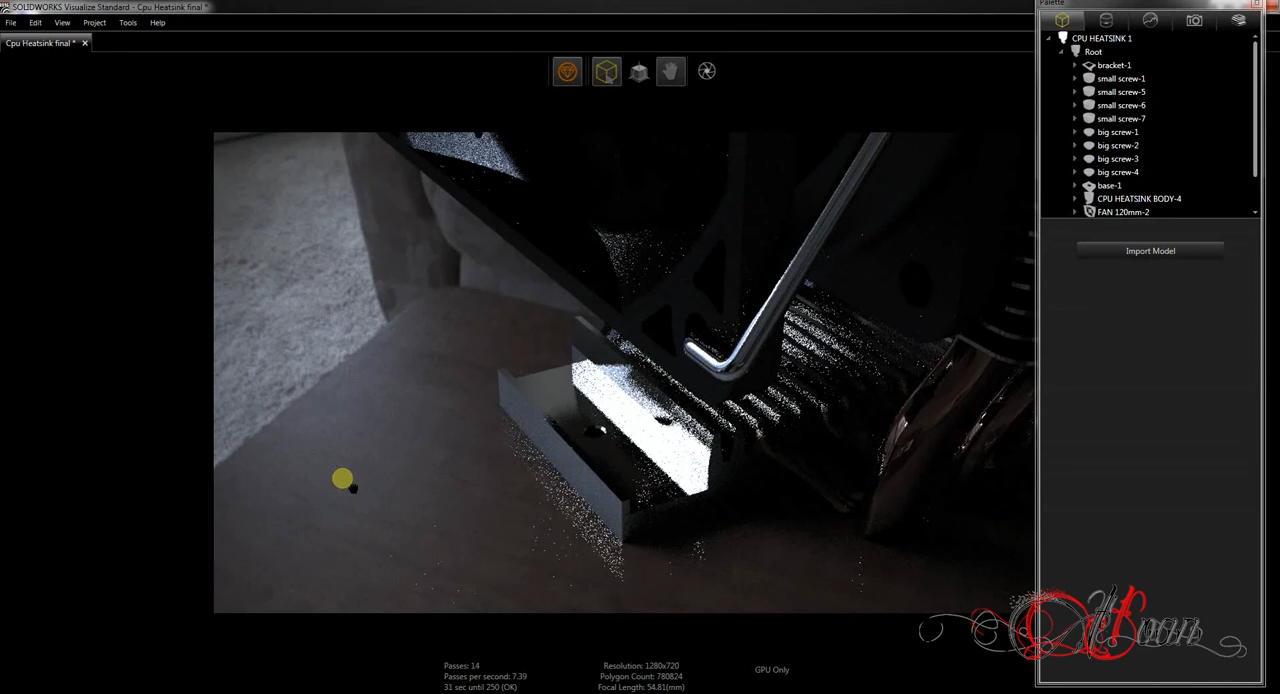 SOLIDWORKS Visualize Standard - Cpu Heatsink final *
File Edit View Project Tools Help
Cpu Heatsink final *
Palette
CPU HEATSINK 1
Root
bracket-1
small screw-1
small screw-5
small screw-6
small screw-7
big screw-1
big screw-2
big screw-3
big screw-4
base-1
CPU HEATSINK BODY-4
FAN 120mm-2
Import Model
Passes: 14
Passes per second: 7.39
31 sec until 250 (OK)
Resolution: 1280x720
Polygon Count: 780824
Focal Length: 54.81(mm)
GPU Only